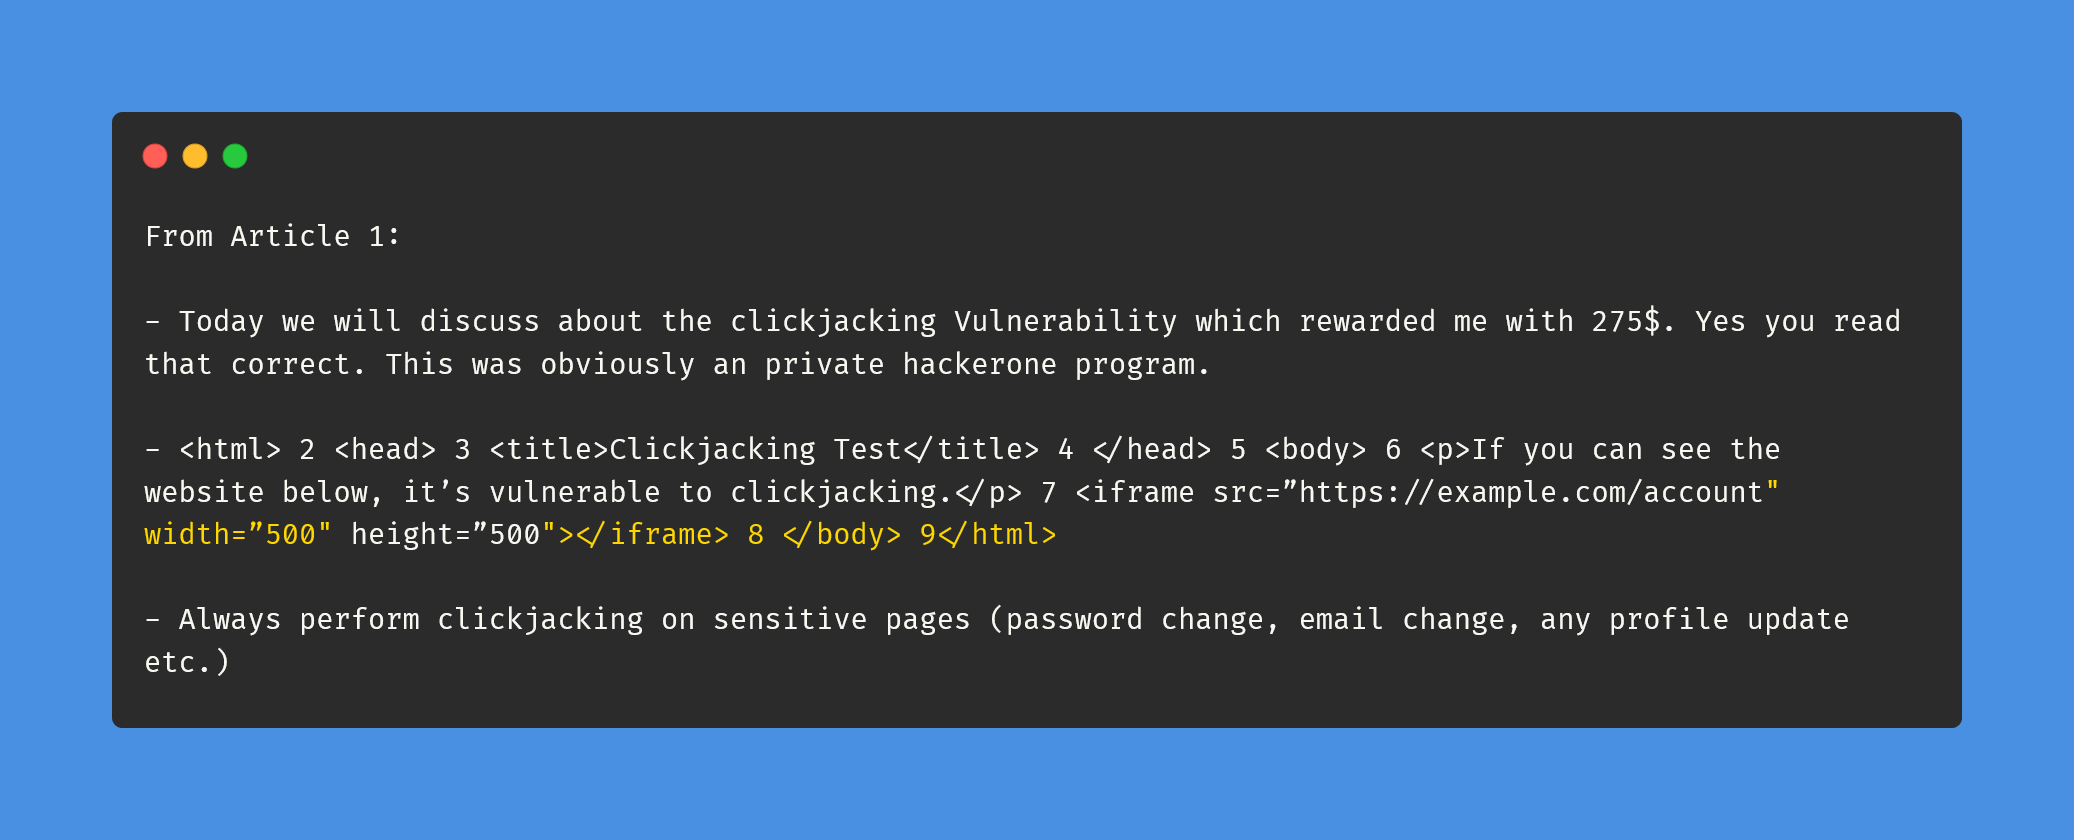 From Article 1:
- Today we will discuss about the clickjacking Vulnerability which rewarded me with 275$. Yes you read
that correct. This was obviously an private hackerone program.
- <html> 2 <head> 3 <title>Clickjacking Test</title> 4 </head> 5 <body> 6 <p>If you can see the
website below, it’s vulnerable to clickjacking.</p> 7 <iframe src=”https://example.com/account"
width=”500" height=”500"></iframe> 8 </body> 9</html>
- Always perform clickjacking on sensitive pages (password change, email change, any profile update
etc.)